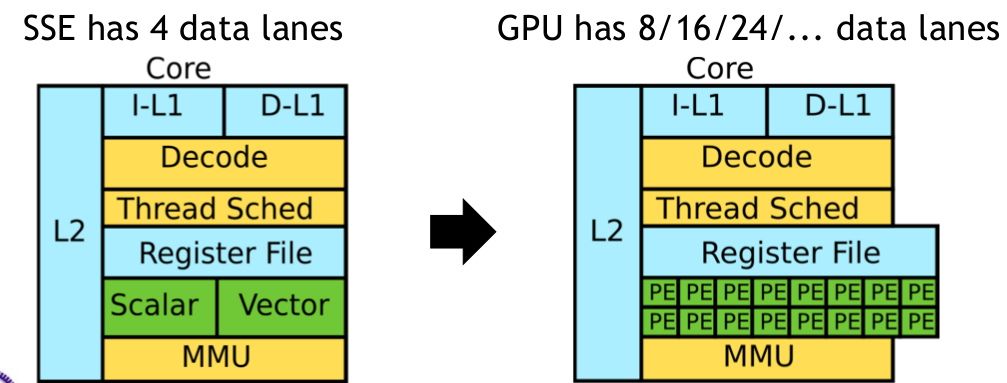 SSE has 4 data lanes
Core
I-L1 D-L1
Decode
Thread Sched
L2
Register File
Scalar Vector
MMU
GPU has 8/16/24/... data lanes
Core
I-L1 D-L1
Decode
Thread Sched
L2
Register File
PE PE PE PE PE PE PE PE
PE PE PE PE PE PE PE PE
MMU